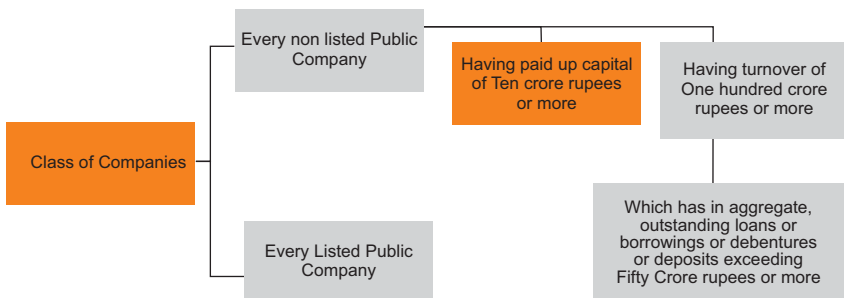 Class of Companies
Every non listed Public
Company
Having paid up capital
of Ten crore rupees
or more
Having turnover of
One hundred crore
rupees or more
Which has in aggregate,
outstanding loans or
borrowings or debentures
or deposits exceeding
Fifty Crore rupees or more
Every Listed Public
Company